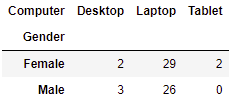 Computer Desktop Laptop Tablet
Gender
Female 2 29 2
Male 3 26 0